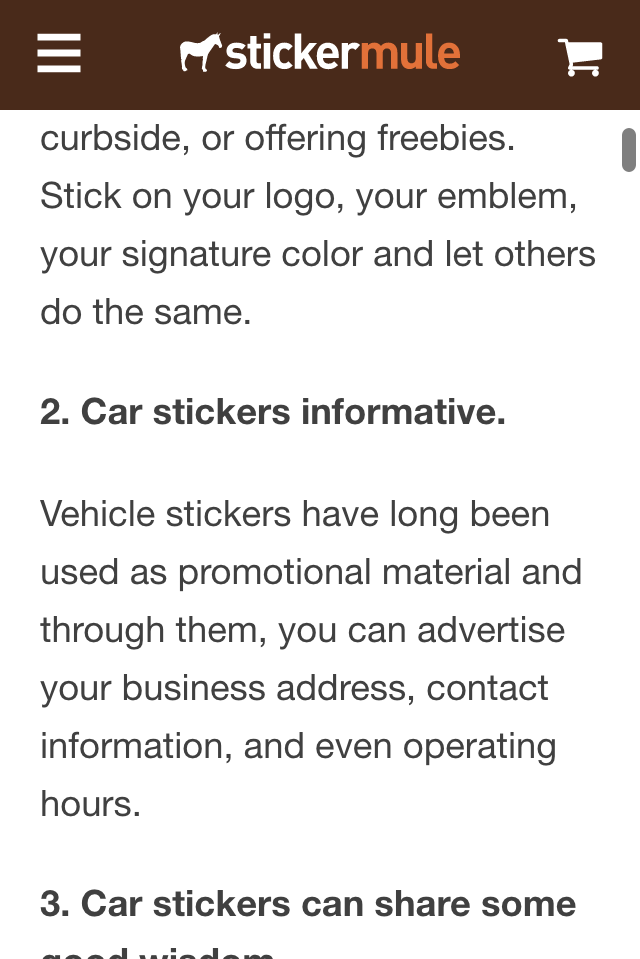 stickermule
curbside, or offering freebies.
Stick on your logo, your emblem,
your signature color and let others
do the same.
2. Car stickers informative.
Vehicle stickers have long been
used as promotional material and
through them, you can advertise
your business address, contact
information, and even operating
hours.
3. Car stickers can share some
good wisdom